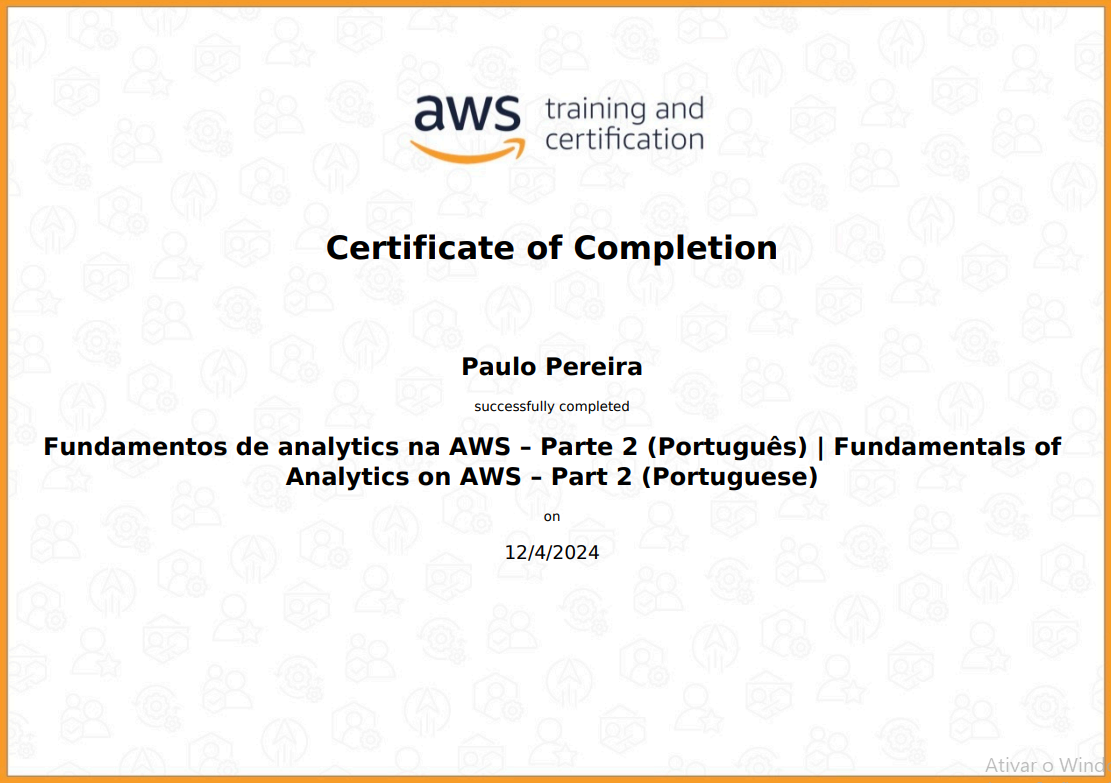 aws training and
certification
Certificate of Completion
Paulo Pereira
successfully completed
Fundamentos de analytics na AWS – Parte 2 (Português) | Fundamentals of
Analytics on AWS – Part 2 (Portuguese)
on
12/4/2024
Ativar o Wind